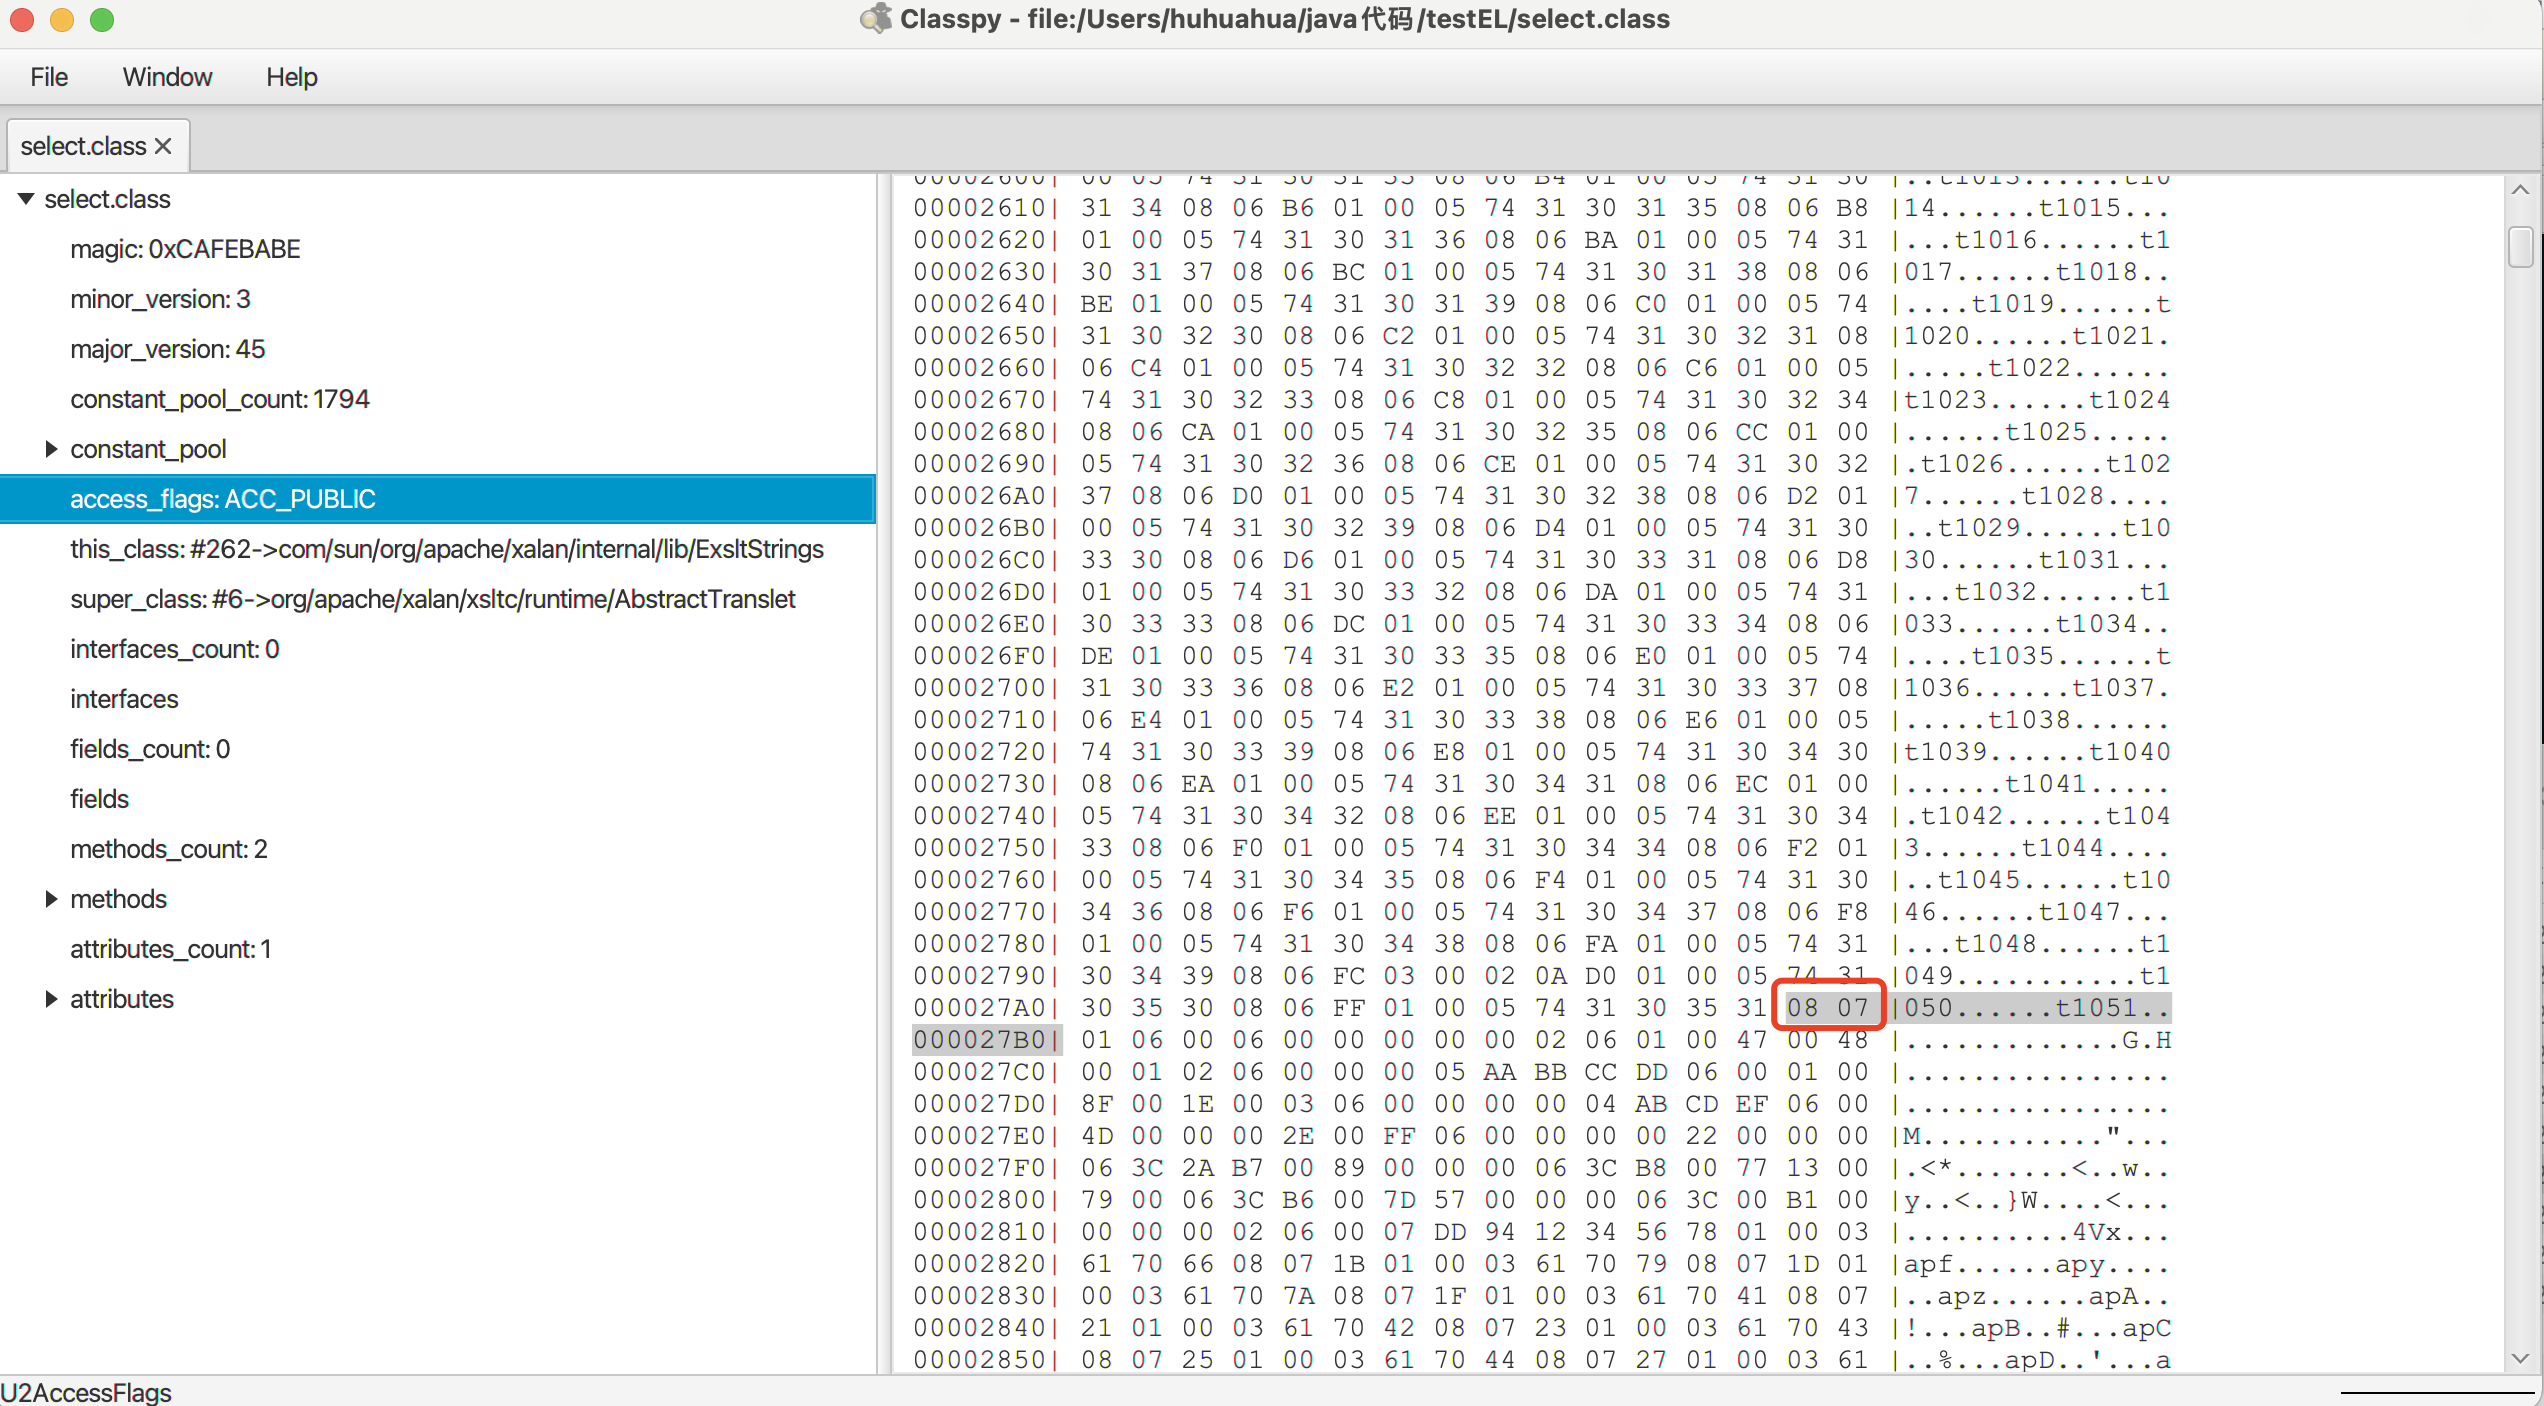 Classpy - file:/Users/huhuahua/java代码/testEL/select.class
File Window Help
select.class
select.class
magic: 0xCAFEBABE
minor_version: 3
major_version: 45
constant_pool_count: 1794
constant_pool
access_flags: ACC_PUBLIC
this_class: #262->com/sun/org/apache/xalan/internal/lib/ExsltStrings
super_class: #6->org/apache/xalan/xsltc/runtime/AbstractTranslet
interfaces_count: 0
interfaces
fields_count: 0
fields
methods_count: 2
methods
attributes_count: 1
attributes
00002600| 00 05 74 31 30 31 33 08 06 B4 01 00 05 74 31 30 |..t1013......t10
00002610| 31 34 08 06 B6 01 00 05 74 31 30 31 35 08 06 B8 |14......t1015...
00002620| 01 00 05 74 31 30 31 36 08 06 BA 01 00 05 74 31 |...t1016......t1
00002630| 30 31 37 08 06 BC 01 00 05 74 31 30 31 38 08 06 |017......t1018..
00002640| BE 01 00 05 74 31 30 31 39 08 06 C0 01 00 05 74 |....t1019......t
00002650| 31 30 32 30 08 06 C2 01 00 05 74 31 30 32 31 08 |1020......t1021.
00002660| 06 C4 01 00 05 74 31 30 32 32 08 06 C6 01 00 05 |.....t1022......
00002670| 74 31 30 32 33 08 06 C8 01 00 05 74 31 30 32 34 |t1023......t1024
00002680| 08 06 CA 01 00 05 74 31 30 32 35 08 06 CC 01 00 |......t1025.....
00002690| 05 74 31 30 32 36 08 06 CE 01 00 05 74 31 30 32 |.t1026......t102
000026A0| 37 08 06 D0 01 00 05 74 31 30 32 38 08 06 D2 01 |7......t1028....
000026B0| 00 05 74 31 30 32 39 08 06 D4 01 00 05 74 31 30 |..t1029......t10
000026C0| 33 30 08 06 D6 01 00 05 74 31 30 33 31 08 06 D8 |30......t1031...
000026D0| 01 00 05 74 31 30 33 32 08 06 DA 01 00 05 74 31 |...t1032......t1
000026E0| 30 33 33 08 06 DC 01 00 05 74 31 30 33 34 08 06 |033......t1034..
000026F0| DE 01 00 05 74 31 30 33 35 08 06 E0 01 00 05 74 |....t1035......t
00002700| 31 30 33 36 08 06 E2 01 00 05 74 31 30 33 37 08 |1036......t1037.
00002710| 06 E4 01 00 05 74 31 30 33 38 08 06 E6 01 00 05 |.....t1038......
00002720| 74 31 30 33 39 08 06 E8 01 00 05 74 31 30 34 30 |t1039......t1040
00002730| 08 06 EA 01 00 05 74 31 30 34 31 08 06 EC 01 00 |......t1041.....
00002740| 05 74 31 30 34 32 08 06 EE 01 00 05 74 31 30 34 |.t1042......t104
00002750| 33 08 06 F0 01 00 05 74 31 30 34 34 08 06 F2 01 |3......t1044....
00002760| 00 05 74 31 30 34 35 08 06 F4 01 00 05 74 31 30 |..t1045......t10
00002770| 34 36 08 06 F6 01 00 05 74 31 30 34 37 08 06 F8 |46......t1047...
00002780| 01 00 05 74 31 30 34 38 08 06 FA 01 00 05 74 31 |...t1048......t1
00002790| 30 34 39 08 06 FC 03 00 02 0A D0 01 00 05 74 31 |049...........t1
000027A0| 30 35 30 08 06 FF 01 00 05 74 31 30 35 31 08 07 |050......t1051..
000027B0| 01 06 00 06 00 00 00 00 00 02 06 01 00 47 00 48 |.............G.H
000027C0| 00 01 02 06 00 00 00 05 AA BB CC DD 06 00 01 00 |................
000027D0| 8F 00 1E 00 03 06 00 00 00 00 04 AB CD EF 06 00 |................
000027E0| 4D 00 00 00 2E 00 FF 06 00 00 00 00 22 00 00 00 |M..........."...
000027F0| 06 3C 2A B7 00 89 00 00 00 06 3C B8 00 77 13 00 |.<*.......<..w..
00002800| 79 00 06 3C B6 00 7D 57 00 00 00 06 3C 00 B1 00 |y..<..}W....<...
00002810| 00 00 00 02 06 00 07 DD 94 12 34 56 78 01 00 03 |..........4Vx...
00002820| 61 70 66 08 07 1B 01 00 03 61 70 79 08 07 1D 01 |apf......apy....
00002830| 00 03 61 70 7A 08 07 1F 01 00 03 61 70 41 08 07 |..apz......apA..
00002840| 21 01 00 03 61 70 42 08 07 23 01 00 03 61 70 43 |!...apB..#...apC
00002850| 08 07 25 01 00 03 61 70 44 08 07 27 01 00 03 61 |..%...apD..'...a
U2AccessFlags